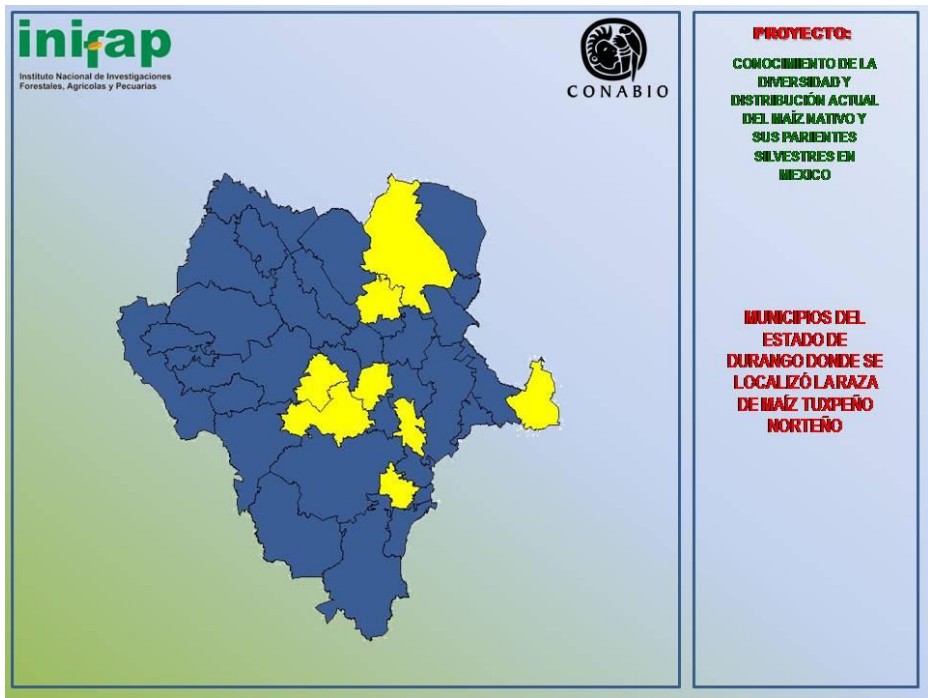 inifap
Instituto Nacional de Investigaciones
Forestales, Agrícolas y Pecuarias
CONABIO
PROYECTO:
CONOCIMIENTO DE LA
DIVERSIDAD Y
DISTRIBUCIÓN ACTUAL
DEL MAÍZ NATIVO Y
SUS PARIENTES
SILVESTRES EN
MEXICO
MUNICIPIOS DEL
ESTADO DE
DURANGO DONDE SE
LOCALIZÓ LA RAZA
DE MAÍZ TUXPEÑO
NORTEÑO